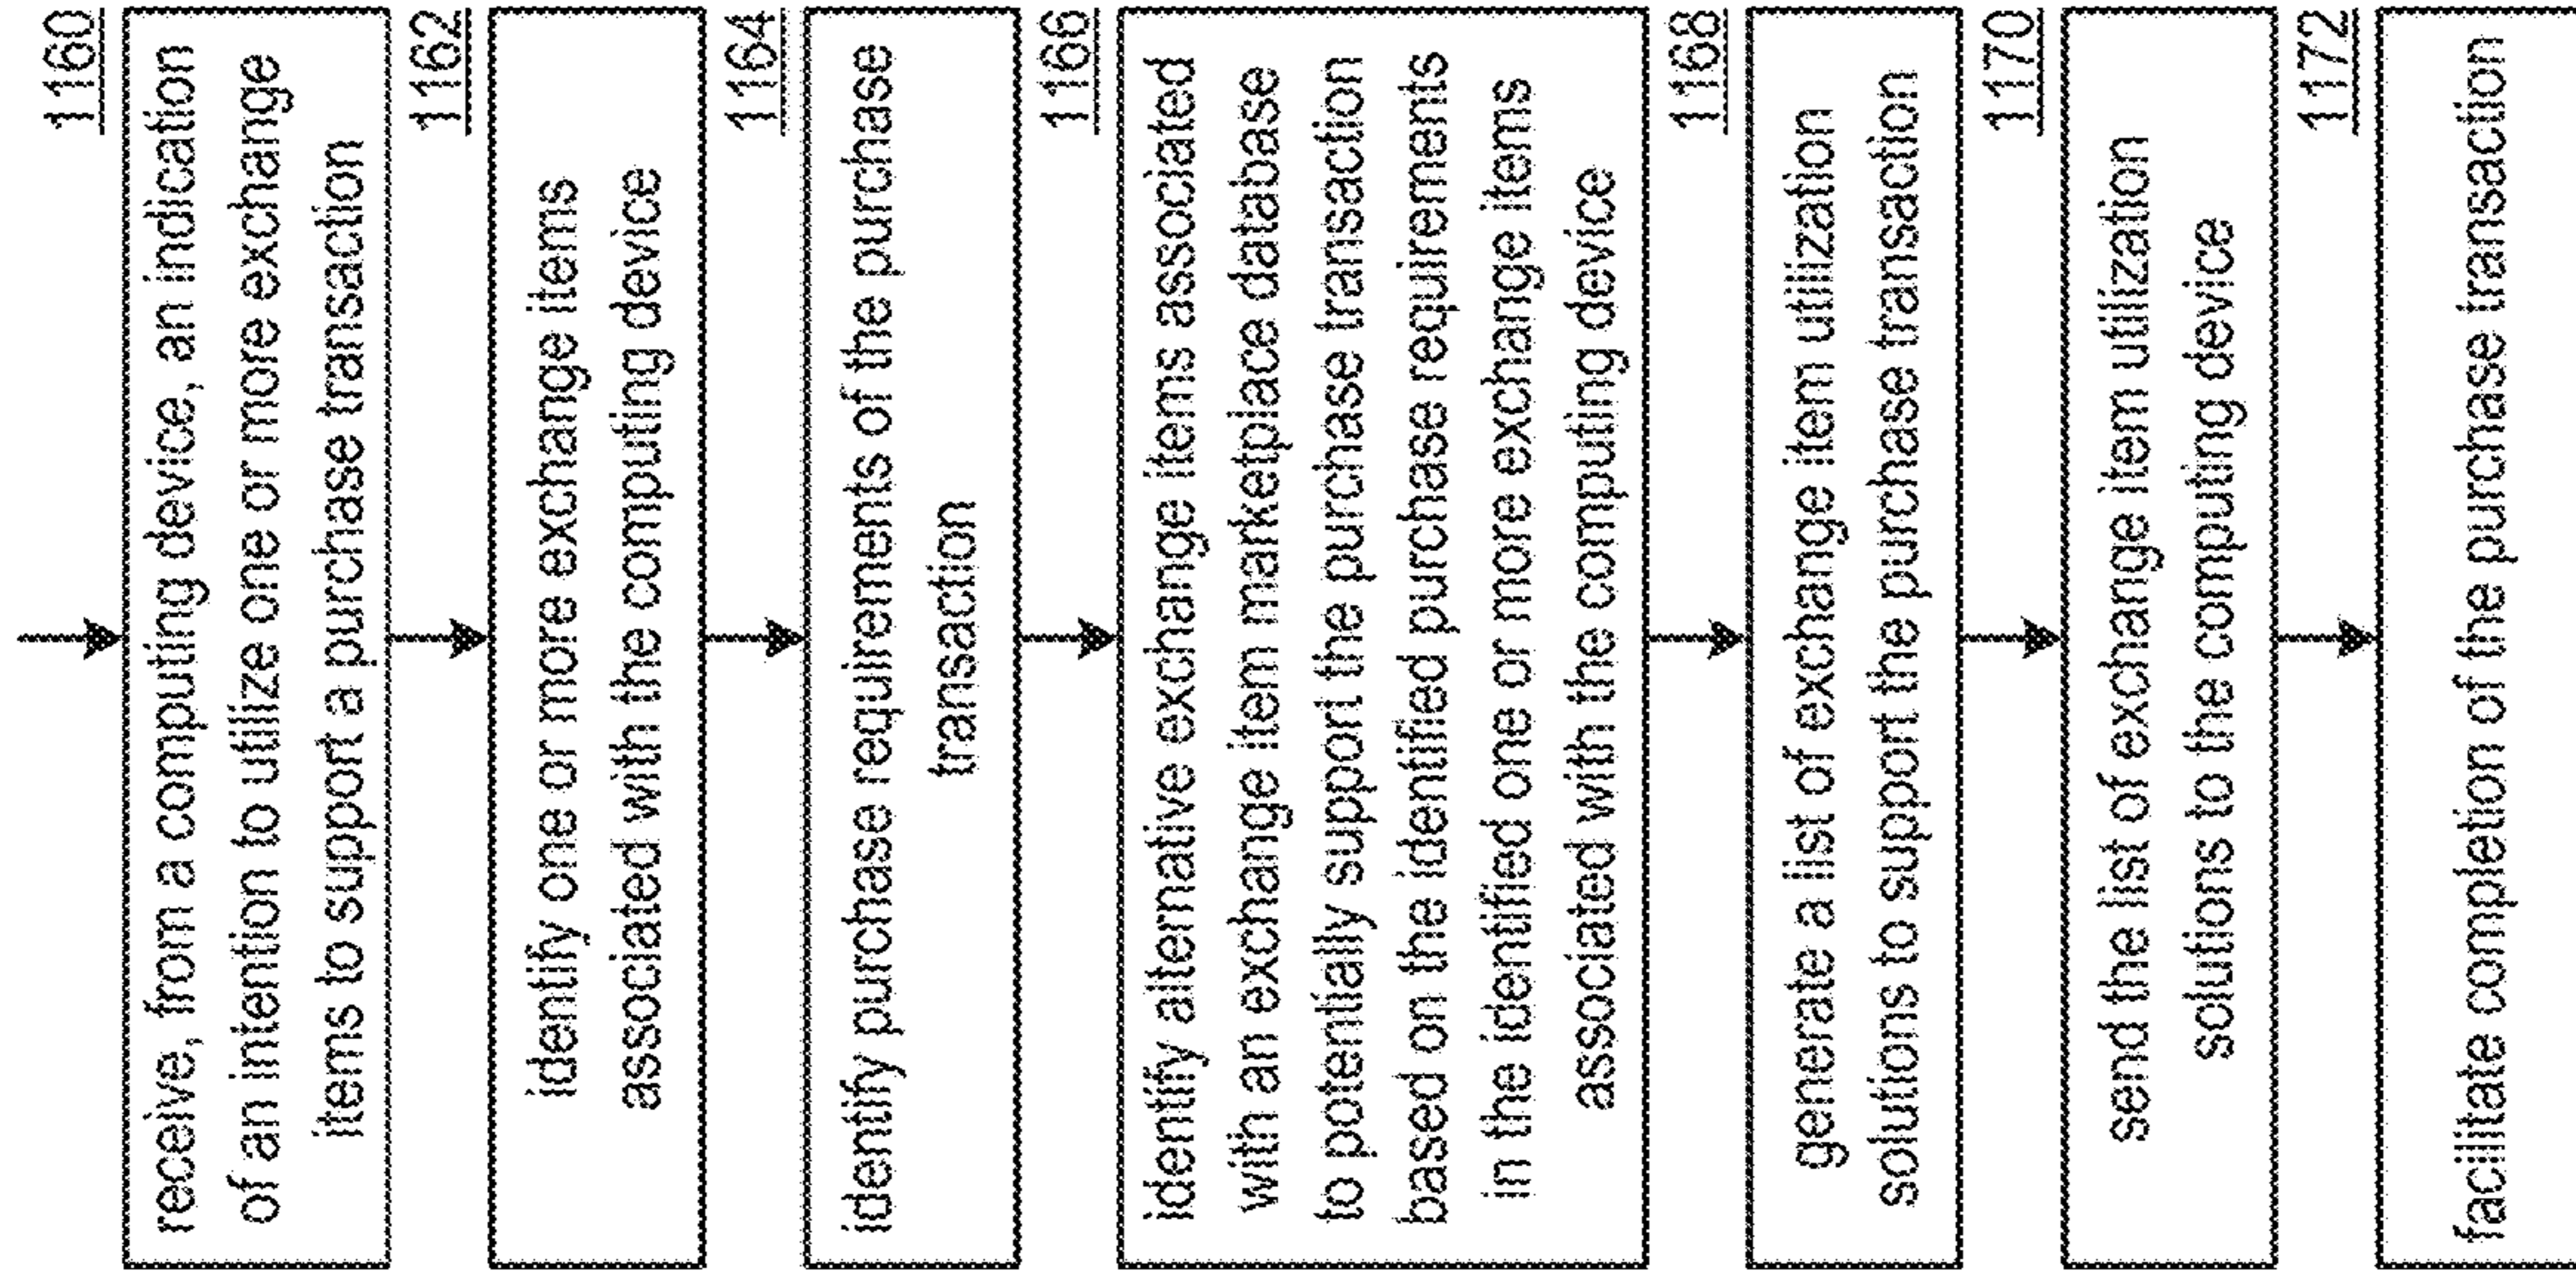 1160
receive, from a computing device, an indication
of an intention to utilize one or more exchange
items to support a purchase transaction
1162
identify one or more exchange items
associated with the computing device
1164
identify purchase requirements of the purchase
transaction
1166
identify alternative exchange items associated
with an exchange item marketplace database
to potentially support the purchase transaction
based on the identified purchase requirements
in the identified one or more exchange items
associated with the computing device
1168
generate a list of exchange item utilization
solutions to support the purchase transaction
1170
send the list of exchange item utilization
solutions to the computing device
1172
facilitate completion of the purchase transaction